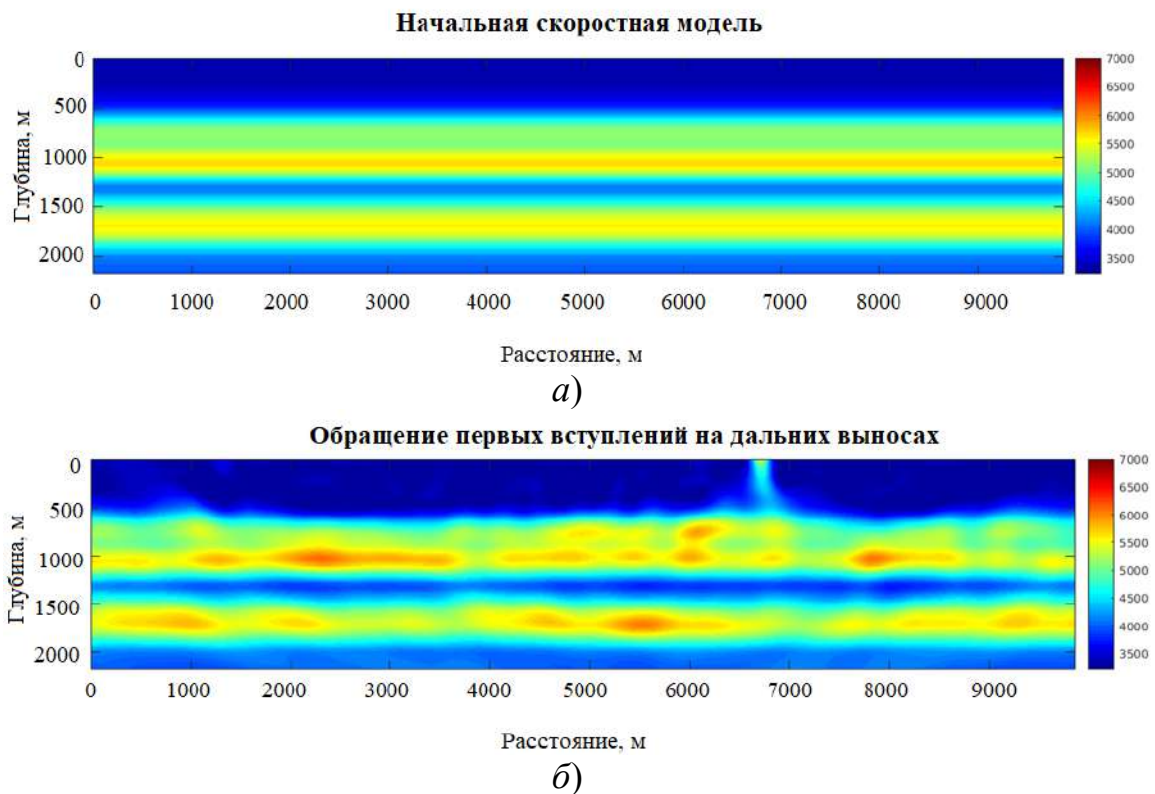 Начальная скоростная модель
0
500
1000
1500
2000
Глубина, м
7000
6500
6000
5500
5000
4500
4000
3500
0 1000 2000 3000 4000 5000 6000 7000 8000 9000
Расстояние, м
а)
Обращение первых вступлений на дальних выносах
0
500
1000
1500
2000
Глубина, м
7000
6500
6000
5500
5000
4500
4000
3500
0 1000 2000 3000 4000 5000 6000 7000 8000 9000
Расстояние, м
б)